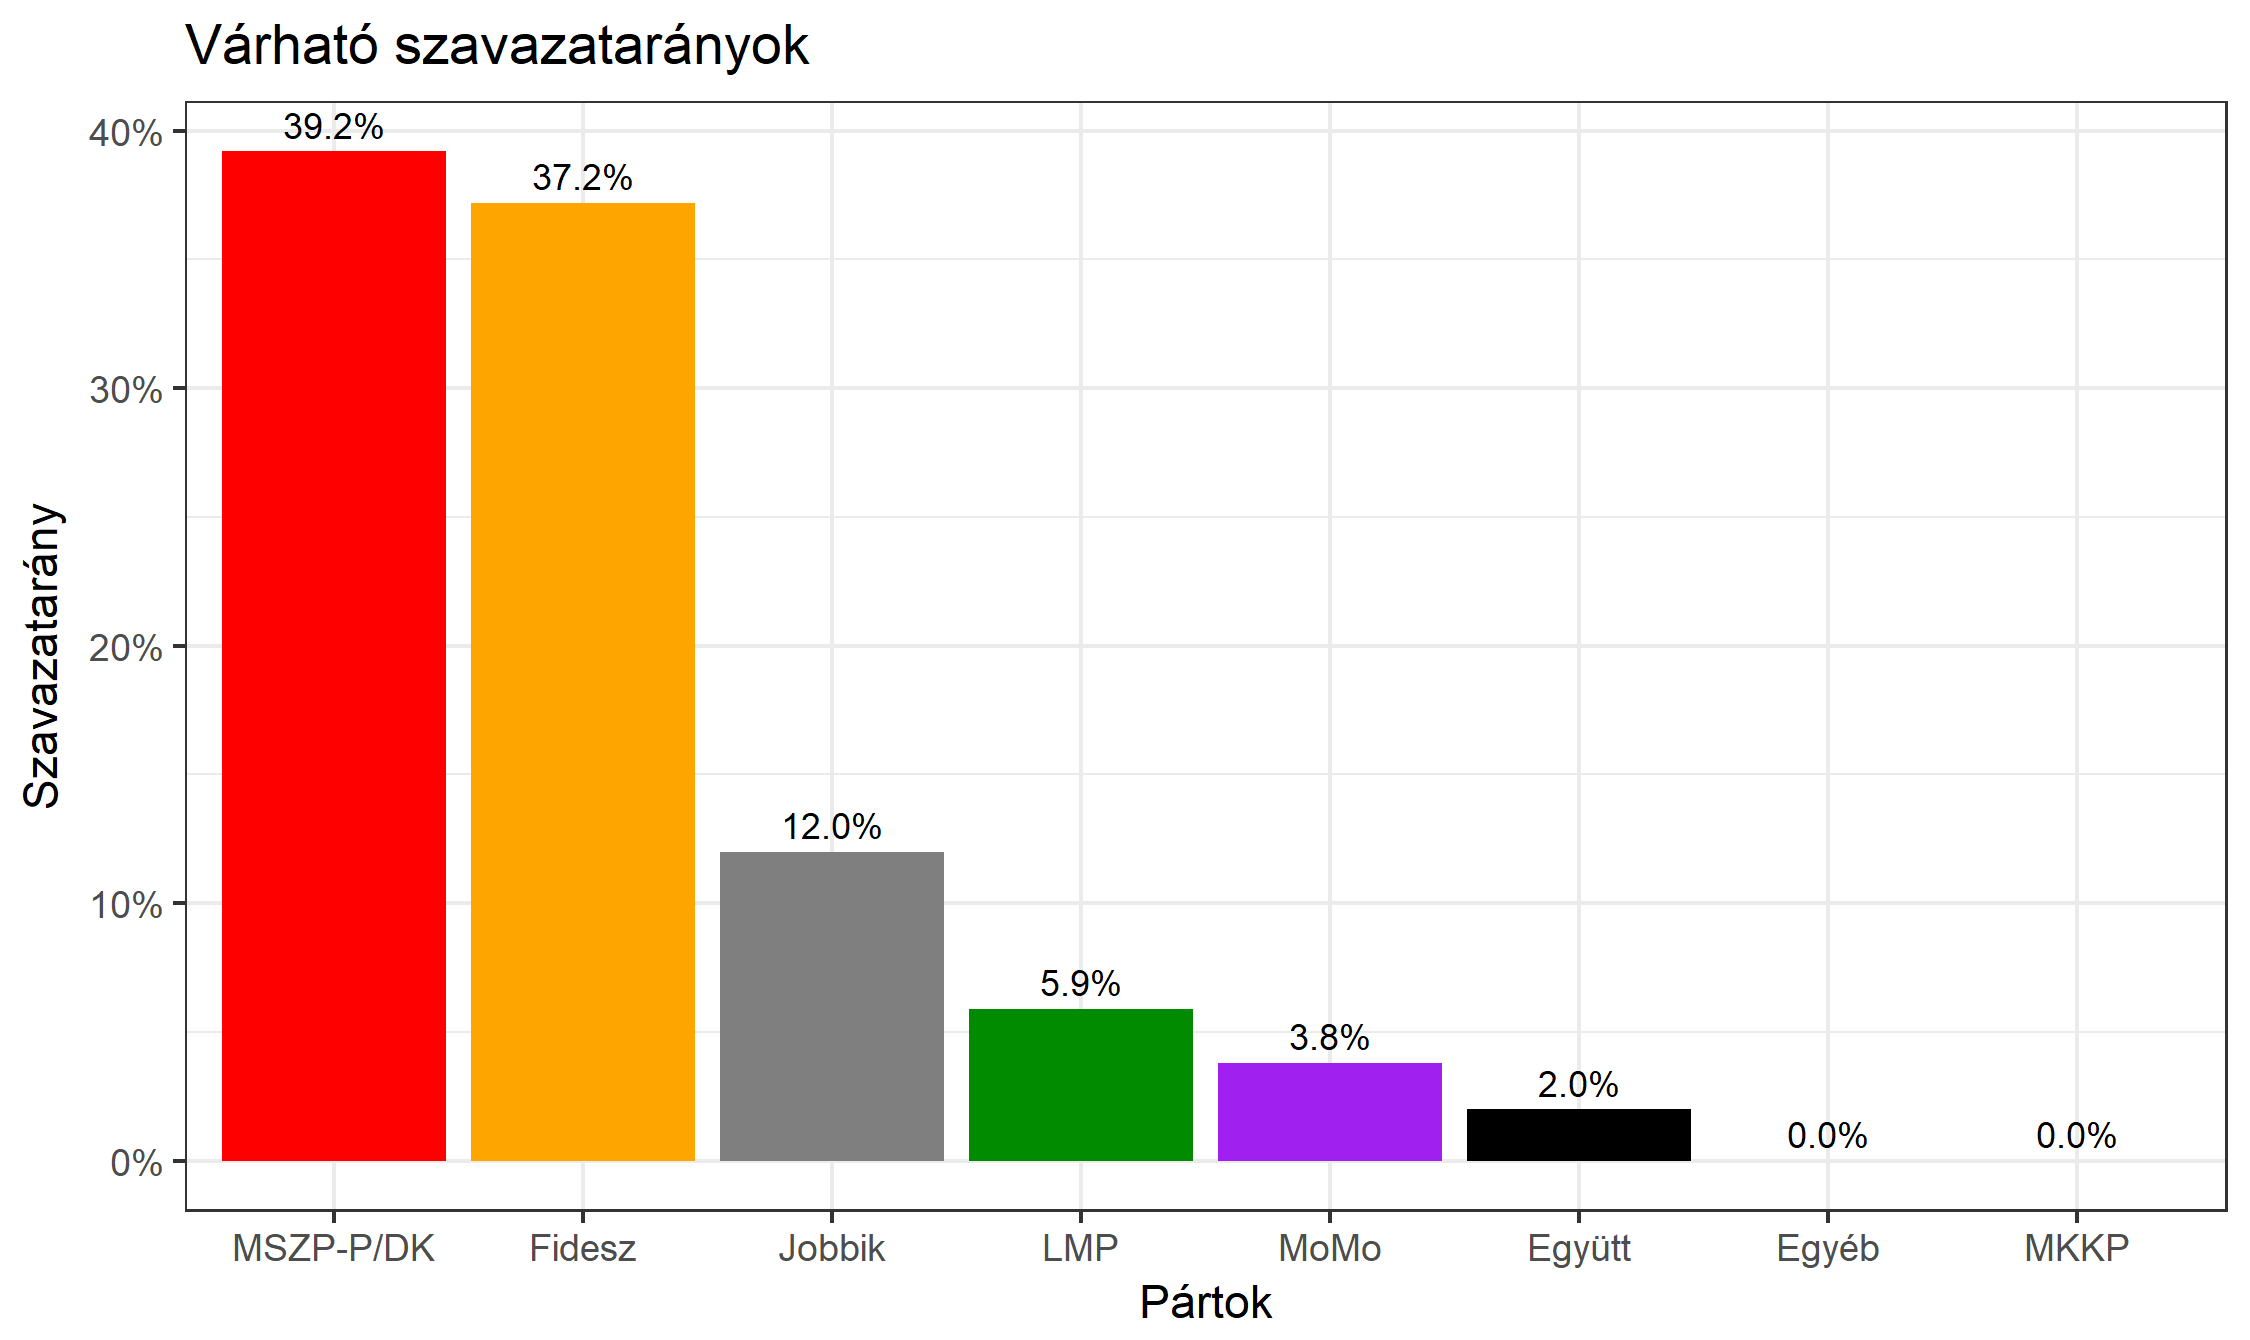 Várható szavazatarányok
Szavazatarány
40%
30%
20%
10%
0%
39.2%
37.2%
12.0%
5.9%
3.8%
2.0%
0.0%
0.0%
MSZP-P/DK
Fidesz
Jobbik
LMP
MoMo
Együtt
Egyéb
MKKP
Pártok